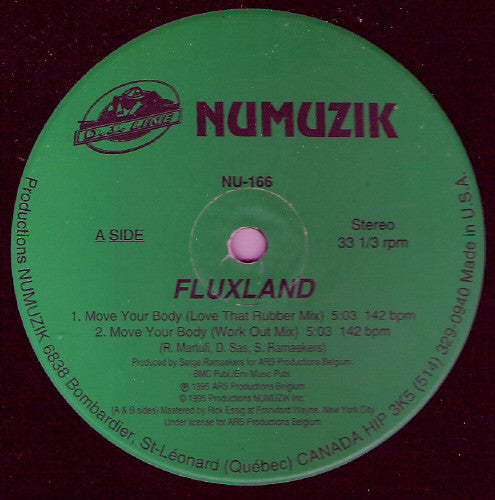 NUMUZIK
NU-166
A SIDE
Stereo
33 1/3 rpm
FLUXLAND
1. Move Your Body (Love That Rubber Mix) 5:03 142 bpm
2. Move Your Body (Work Out Mix) 5:03 142 bpm
(R. Martuli, D. Sas, S. Ramaekers)
Produced by Serge Ramaekers for ARS Productions Belgium
BMC Publ/Emi Music Publ.
℗ 1995 ARS Productions Belgium
© 1995 Productions NUMUZIK Inc.
(A & B sides) Mastered by Rick Essig at Frankford Wayne, New York City
Under license for ARS Productions Belgium
Productions NUMUZIK 6838 Bombardier, St-Léonard (Québec) CANADA HIP 3K5 (514) 329-0940 Made in U.S.A.